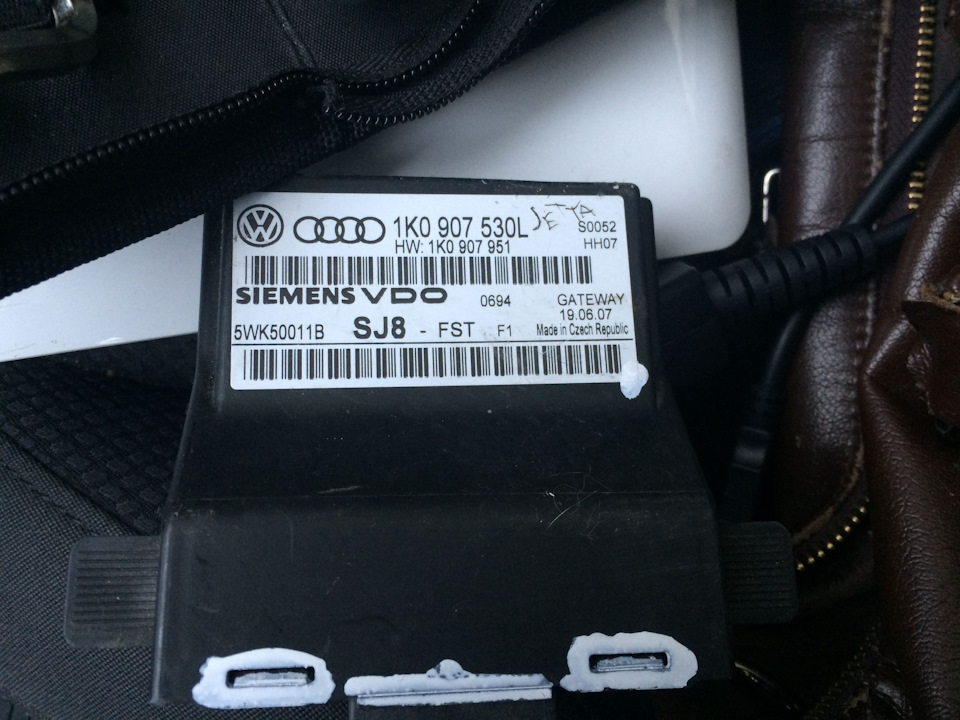 1K0 907 530L JETTA S0052
HW: 1K0 907 951 HH07
SIEMENS VDO 0694 GATEWAY
19.06.07
5WK50011B SJ8 - FST F1 Made in Czech Republic